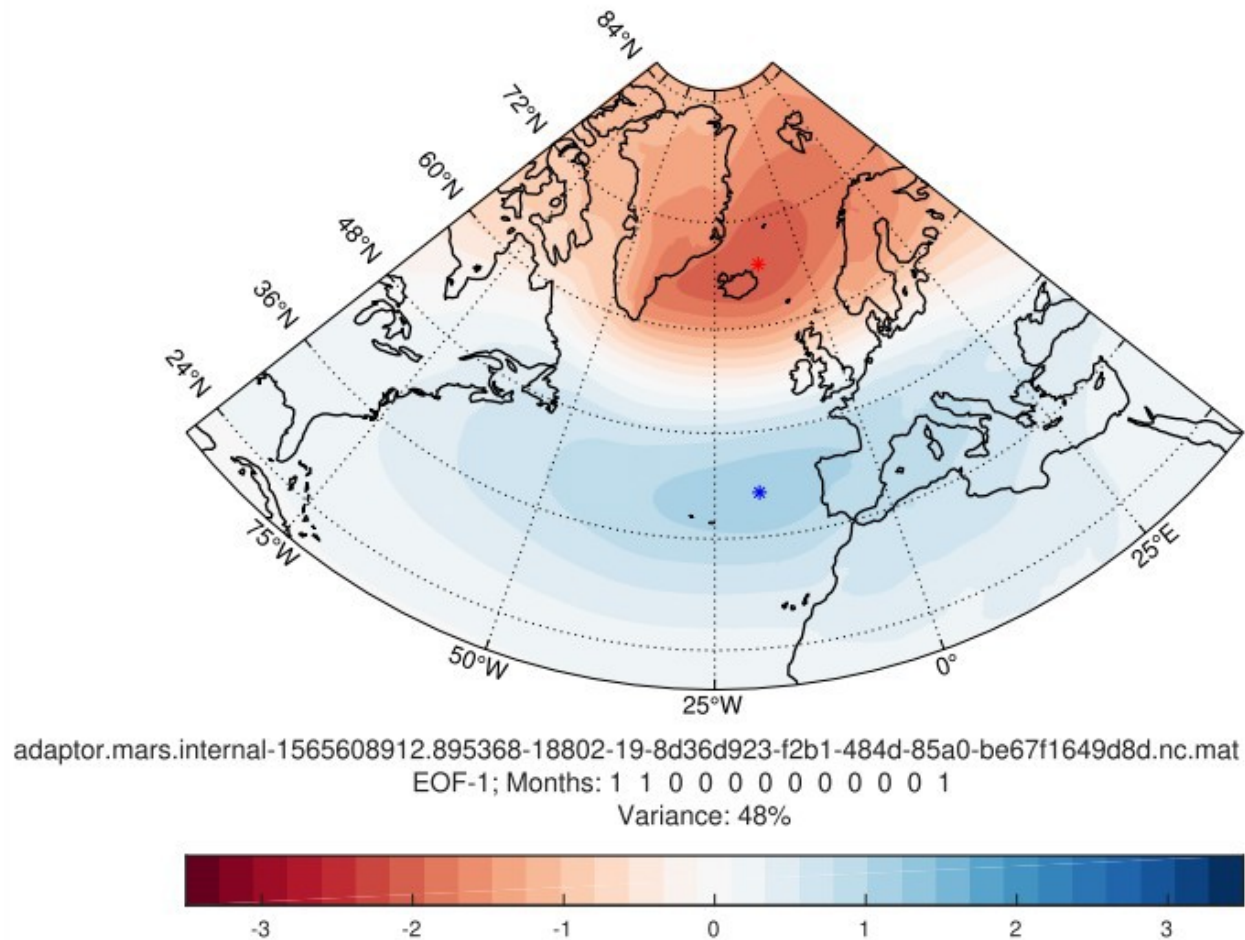 84°N
72°N
60°N
48°N
36°N
24°N
75°W
50°W
25°W
0°
25°E
adaptor.mars.internal-1565608912.895368-18802-19-8d36d923-f2b1-484d-85a0-be67f1649d8d.nc.mat
EOF-1; Months: 1 1 0 0 0 0 0 0 0 0 0 1
Variance: 48%
-3 -2 -1 0 1 2 3